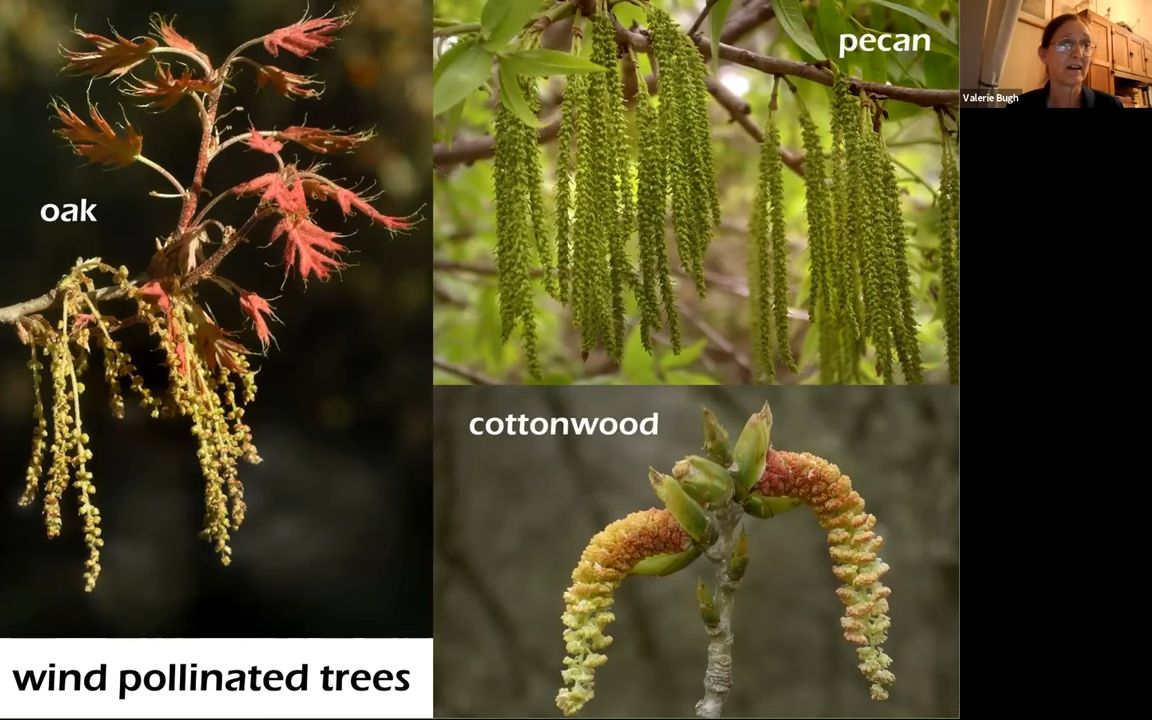 oak
pecan
cottonwood
wind pollinated trees
Valerie Bugh